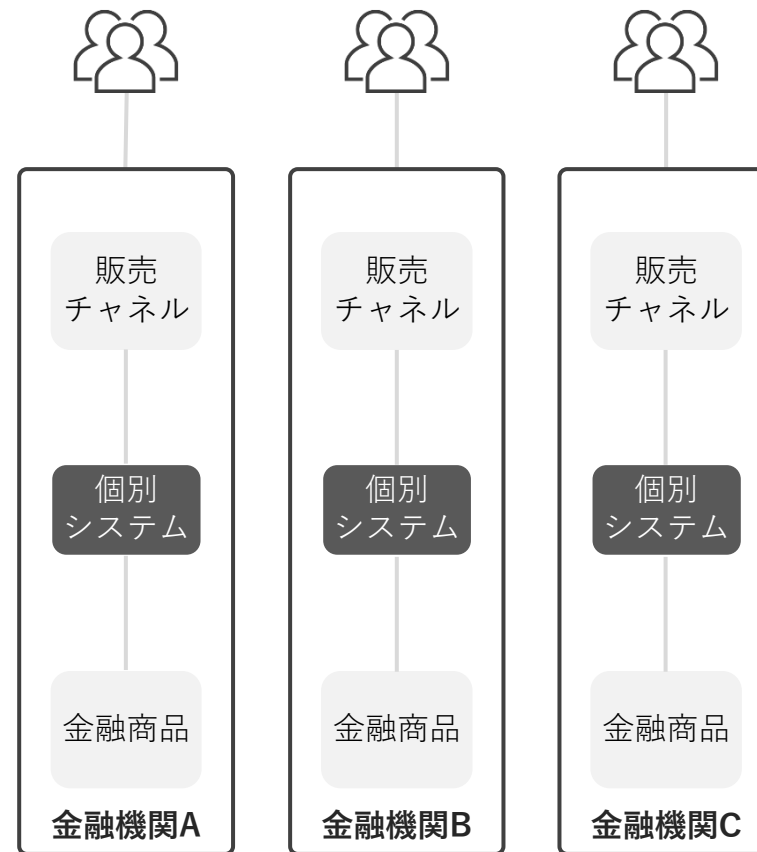 販売
チャネル
個別
システム
金融商品
金融機関A
販売
チャネル
個別
システム
金融商品
金融機関B
販売
チャネル
個別
システム
金融商品
金融機関C